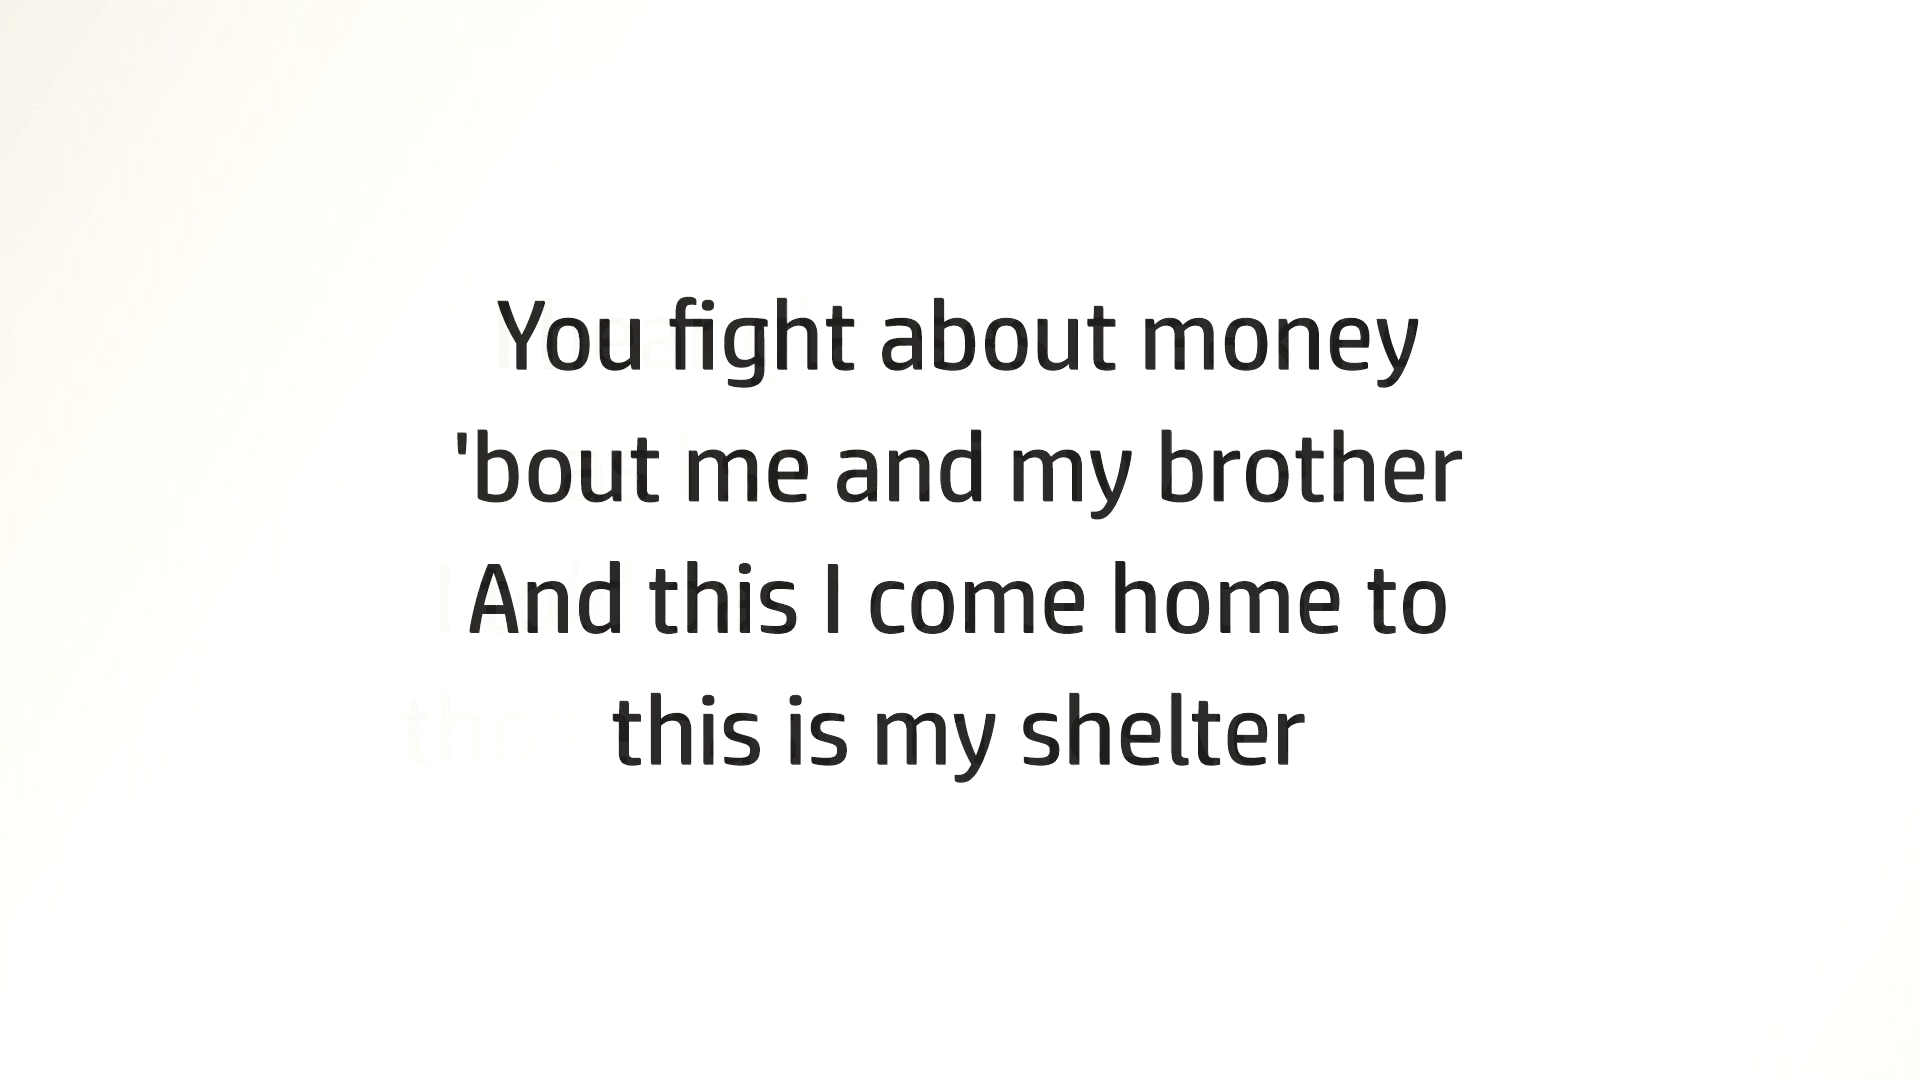 You fight about money
'bout me and my brother
And this I come home to
this is my shelter